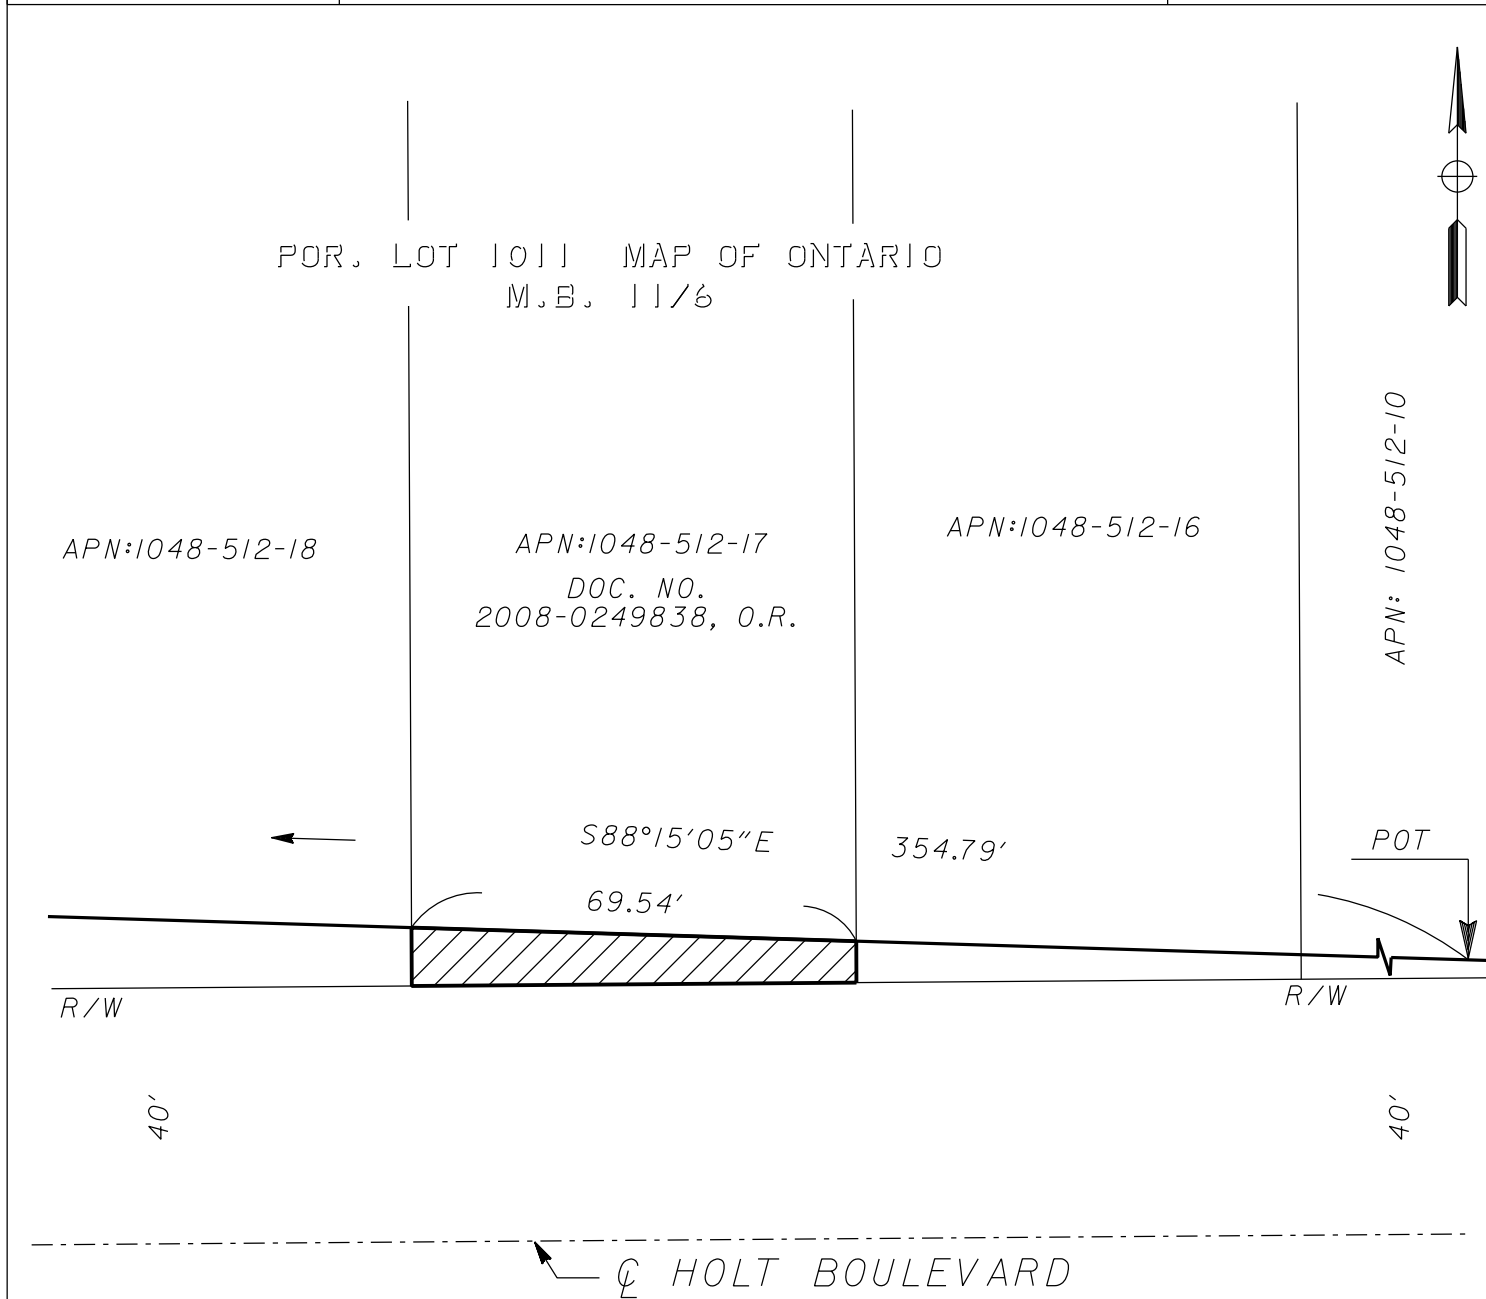 POR. LOT 1011 MAP OF ONTARIO
M.B. 11/6
APN: 1048-512-10
APN:1048-512-18
APN:1048-512-17
APN:1048-512-16
DOC. NO.
2008-0249838, O.R.
S88°15'05"E
354.79'
POT
69.54'
R/W
R/W
40'
40'
℄ HOLT BOULEVARD